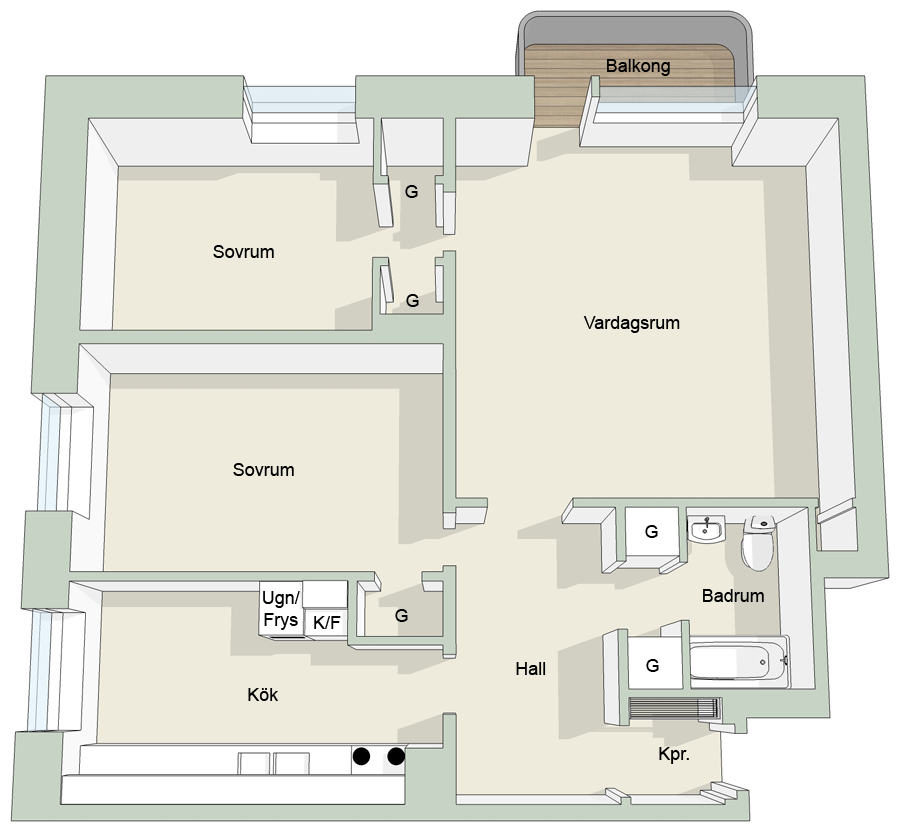 Balkong
G
Sovrum
G
Vardagsrum
Sovrum
G
Ugn/
Frys
K/F
G
Badrum
Hall
G
Kök
Kpr.